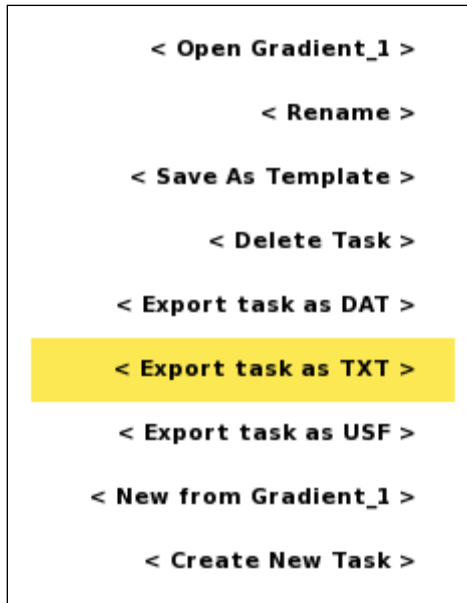 < Open Gradient_1 >
< Rename >
< Save As Template >
< Delete Task >
< Export task as DAT >
< Export task as TXT >
< Export task as USF >
< New from Gradient_1 >
< Create New Task >